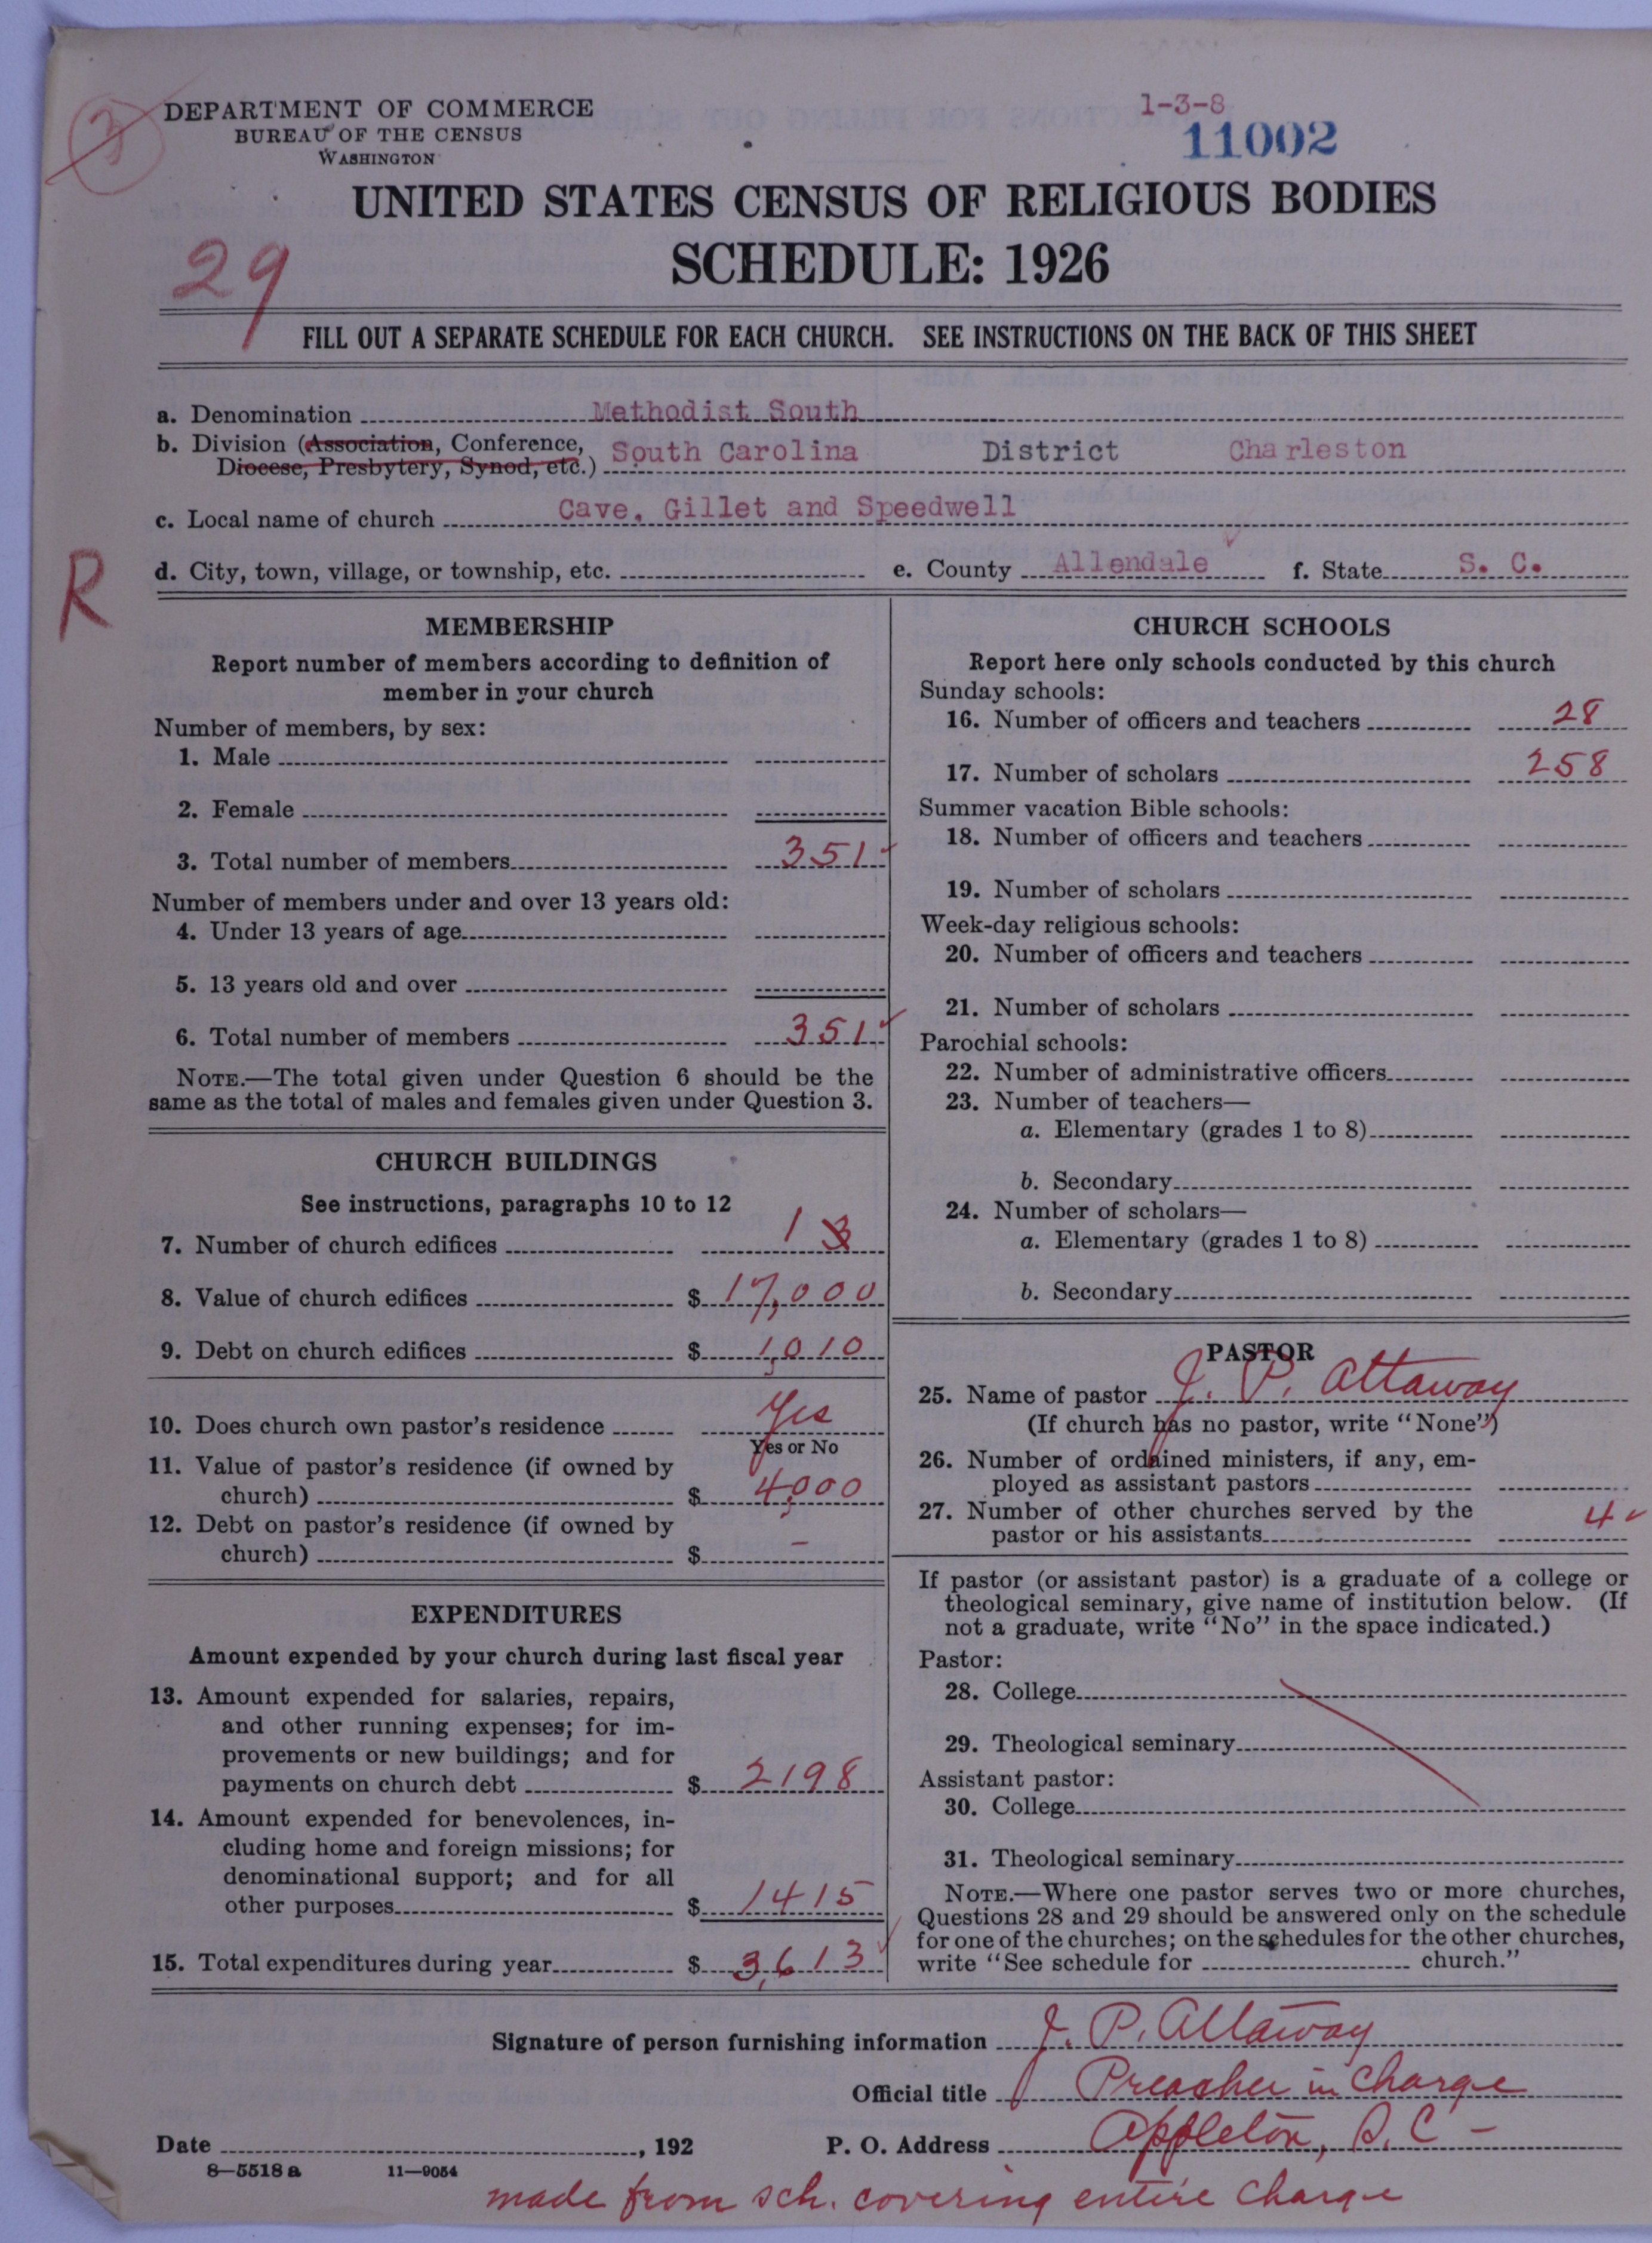 3
DEPARTMENT OF COMMERCE
BUREAU OF THE CENSUS
WASHINGTON
1-3-8
11002
UNITED STATES CENSUS OF RELIGIOUS BODIES
SCHEDULE: 1926
29
FILL OUT A SEPARATE SCHEDULE FOR EACH CHURCH. SEE INSTRUCTIONS ON THE BACK OF THIS SHEET
a. Denomination Methodist South
b. Division (Association, Conference,
Diocese, Presbytery, Synod, etc.) South Carolina District Charleston
c. Local name of church Cave, Gillet and Speedwell
d. City, town, village, or township, etc. e. County Allendale f. State S. C.
R
MEMBERSHIP
Report number of members according to definition of
member in your church
Number of members, by sex:
1. Male
2. Female
3. Total number of members 351
Number of members under and over 13 years old:
4. Under 13 years of age
5. 13 years old and over
6. Total number of members 351
NOTE.—The total given under Question 6 should be the
same as the total of males and females given under Question 3.
CHURCH BUILDINGS
See instructions, paragraphs 10 to 12
7. Number of church edifices 1 3
8. Value of church edifices $ 17,000
9. Debt on church edifices $ 1,010
10. Does church own pastor's residence Yes
Yes or No
11. Value of pastor's residence (if owned by
church) $ 4,000
12. Debt on pastor's residence (if owned by
church) $ –
EXPENDITURES
Amount expended by your church during last fiscal year
13. Amount expended for salaries, repairs,
and other running expenses; for im-
provements or new buildings; and for
payments on church debt $ 2198
14. Amount expended for benevolences, in-
cluding home and foreign missions; for
denominational support; and for all
other purposes $ 1415
15. Total expenditures during year $ 3,613
CHURCH SCHOOLS
Report here only schools conducted by this church
Sunday schools:
16. Number of officers and teachers 28
17. Number of scholars 258
Summer vacation Bible schools:
18. Number of officers and teachers
19. Number of scholars
Week-day religious schools:
20. Number of officers and teachers
21. Number of scholars
Parochial schools:
22. Number of administrative officers
23. Number of teachers—
a. Elementary (grades 1 to 8)
b. Secondary
24. Number of scholars—
a. Elementary (grades 1 to 8)
b. Secondary
PASTOR
25. Name of pastor J. P. Attaway
(If church has no pastor, write "None")
26. Number of ordained ministers, if any, em-
ployed as assistant pastors
27. Number of other churches served by the
pastor or his assistants 4
If pastor (or assistant pastor) is a graduate of a college or
theological seminary, give name of institution below. (If
not a graduate, write "No" in the space indicated.)
Pastor:
28. College
29. Theological seminary
Assistant pastor:
30. College
31. Theological seminary
NOTE.—Where one pastor serves two or more churches,
Questions 28 and 29 should be answered only on the schedule
for one of the churches; on the schedules for the other churches,
write "See schedule for church."
Signature of person furnishing information J. P. Attaway
Official title Preacher in Charge
Date , 192 P. O. Address Appleton, S. C –
8—5518 a 11—9054
made from sch. covering entire charge